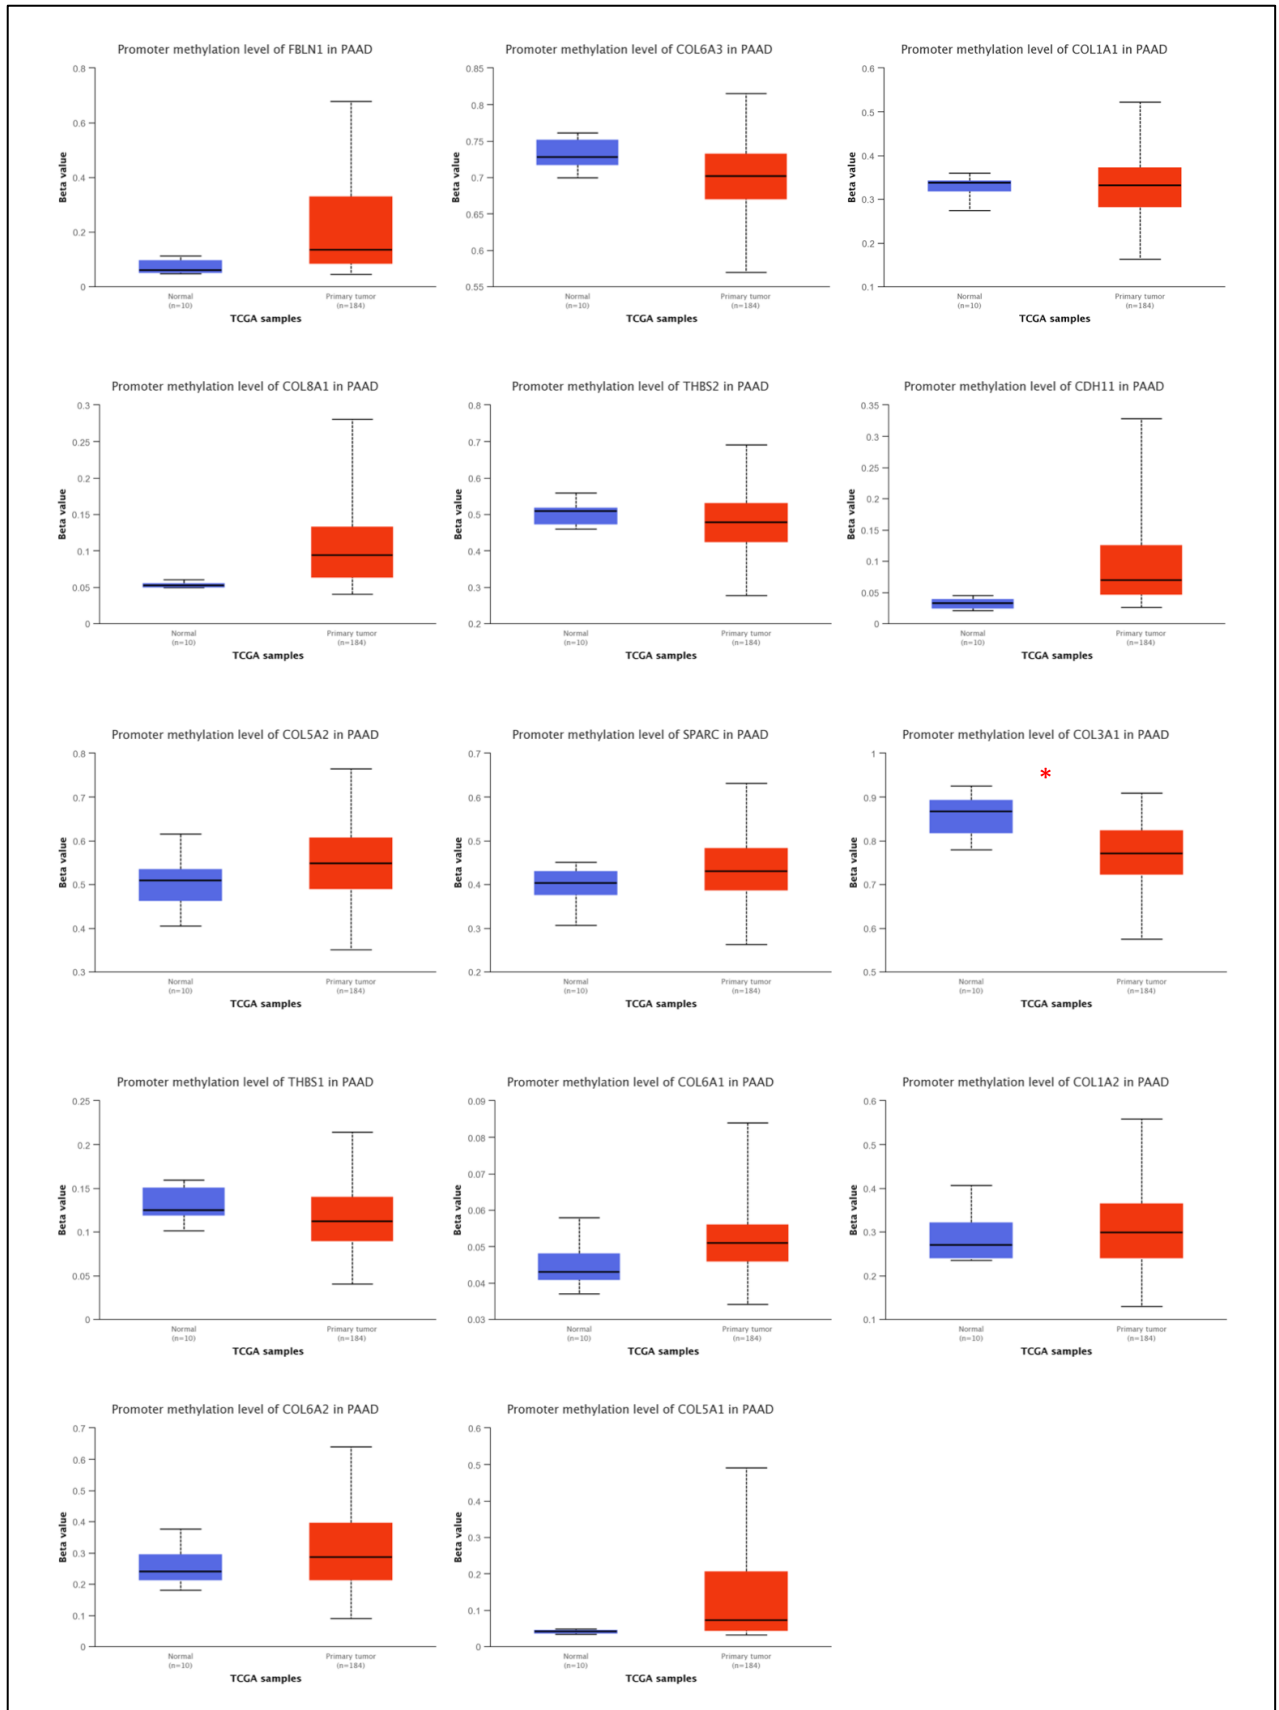 Promoter methylation level of FBLN1 in PAAD
0.8
0.6
0.4
0.2
0
Beta value
Normal
(n=10)
Primary tumor
(n=184)
TCGA samples
Promoter methylation level of COL6A3 in PAAD
0.85
0.8
0.75
0.7
0.65
0.6
0.55
Beta value
Normal
(n=10)
Primary tumor
(n=184)
TCGA samples
Promoter methylation level of COL1A1 in PAAD
0.6
0.5
0.4
0.3
0.2
0.1
Beta value
Normal
(n=10)
Primary tumor
(n=184)
TCGA samples
Promoter methylation level of COL8A1 in PAAD
0.3
0.25
0.2
0.15
0.1
0.05
0
Beta value
Normal
(n=10)
Primary tumor
(n=184)
TCGA samples
Promoter methylation level of THBS2 in PAAD
0.8
0.7
0.6
0.5
0.4
0.3
0.2
Beta value
Normal
(n=10)
Primary tumor
(n=184)
TCGA samples
Promoter methylation level of CDH11 in PAAD
0.35
0.3
0.25
0.2
0.15
0.1
0.05
0
Beta value
Normal
(n=10)
Primary tumor
(n=184)
TCGA samples
Promoter methylation level of COL5A2 in PAAD
0.8
0.7
0.6
0.5
0.4
0.3
Beta value
Normal
(n=10)
Primary tumor
(n=184)
TCGA samples
Promoter methylation level of SPARC in PAAD
0.7
0.6
0.5
0.4
0.3
0.2
Beta value
Normal
(n=10)
Primary tumor
(n=184)
TCGA samples
Promoter methylation level of COL3A1 in PAAD
*
1
0.9
0.8
0.7
0.6
0.5
Beta value
Normal
(n=10)
Primary tumor
(n=184)
TCGA samples
Promoter methylation level of THBS1 in PAAD
0.25
0.2
0.15
0.1
0.05
0
Beta value
Normal
(n=10)
Primary tumor
(n=184)
TCGA samples
Promoter methylation level of COL6A1 in PAAD
0.09
0.08
0.07
0.06
0.05
0.04
0.03
Beta value
Normal
(n=10)
Primary tumor
(n=184)
TCGA samples
Promoter methylation level of COL1A2 in PAAD
0.6
0.5
0.4
0.3
0.2
0.1
Beta value
Normal
(n=10)
Primary tumor
(n=184)
TCGA samples
Promoter methylation level of COL6A2 in PAAD
0.7
0.6
0.5
0.4
0.3
0.2
0.1
0
Beta value
Normal
(n=10)
Primary tumor
(n=184)
TCGA samples
Promoter methylation level of COL5A1 in PAAD
0.6
0.5
0.4
0.3
0.2
0.1
0
Beta value
Normal
(n=10)
Primary tumor
(n=184)
TCGA samples